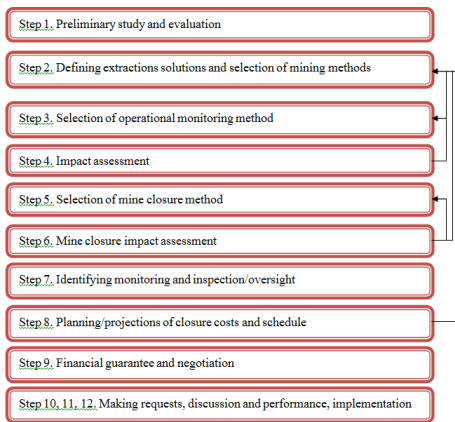 Step 1. Preliminary study and evaluation
Step 2. Defining extractions solutions and selection of mining methods
Step 3. Selection of operational monitoring method
Step 4. Impact assessment
Step 5. Selection of mine closure method
Step 6. Mine closure impact assessment
Step 7. Identifying monitoring and inspection/oversight
Step 8. Planning/projections of closure costs and schedule
Step 9. Financial guarantee and negotiation
Step 10, 11, 12. Making requests, discussion and performance, implementation